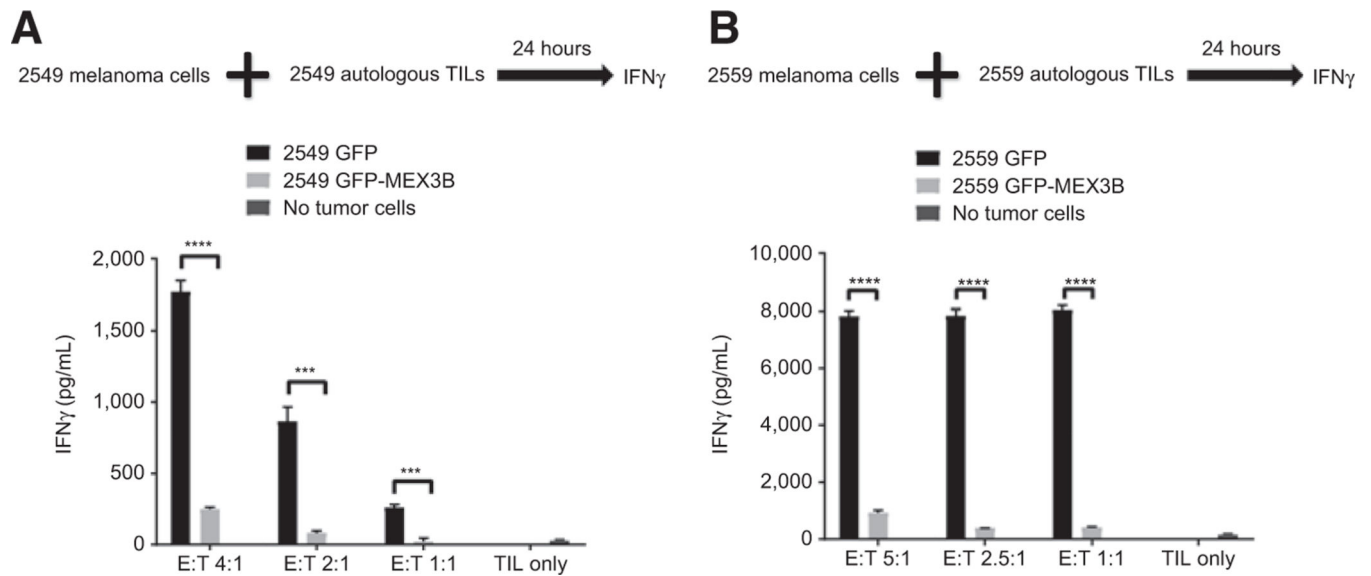 A
2549 melanoma cells + 2549 autologous TILs 24 hours IFNγ
2549 GFP
2549 GFP-MEX3B
No tumor cells
IFNγ (pg/mL)
2,000
1,500
1,000
500
0
****
***
***
E:T 4:1 E:T 2:1 E:T 1:1 TIL only
B
2559 melanoma cells + 2559 autologous TILs 24 hours IFNγ
2559 GFP
2559 GFP-MEX3B
No tumor cells
IFNγ (pg/mL)
10,000
8,000
6,000
4,000
2,000
0
**** **** ****
E:T 5:1 E:T 2.5:1 E:T 1:1 TIL only